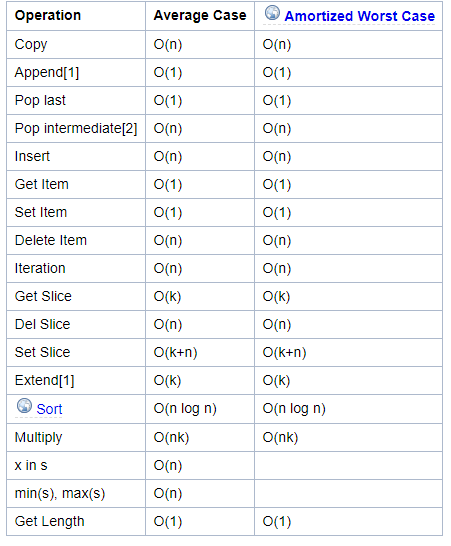 Operation Average Case Amortized Worst Case
Copy O(n) O(n)
Append[1] O(1) O(1)
Pop last O(1) O(1)
Pop intermediate[2] O(n) O(n)
Insert O(n) O(n)
Get Item O(1) O(1)
Set Item O(1) O(1)
Delete Item O(n) O(n)
Iteration O(n) O(n)
Get Slice O(k) O(k)
Del Slice O(n) O(n)
Set Slice O(k+n) O(k+n)
Extend[1] O(k) O(k)
Sort O(n log n) O(n log n)
Multiply O(nk) O(nk)
x in s O(n)
min(s), max(s) O(n)
Get Length O(1) O(1)